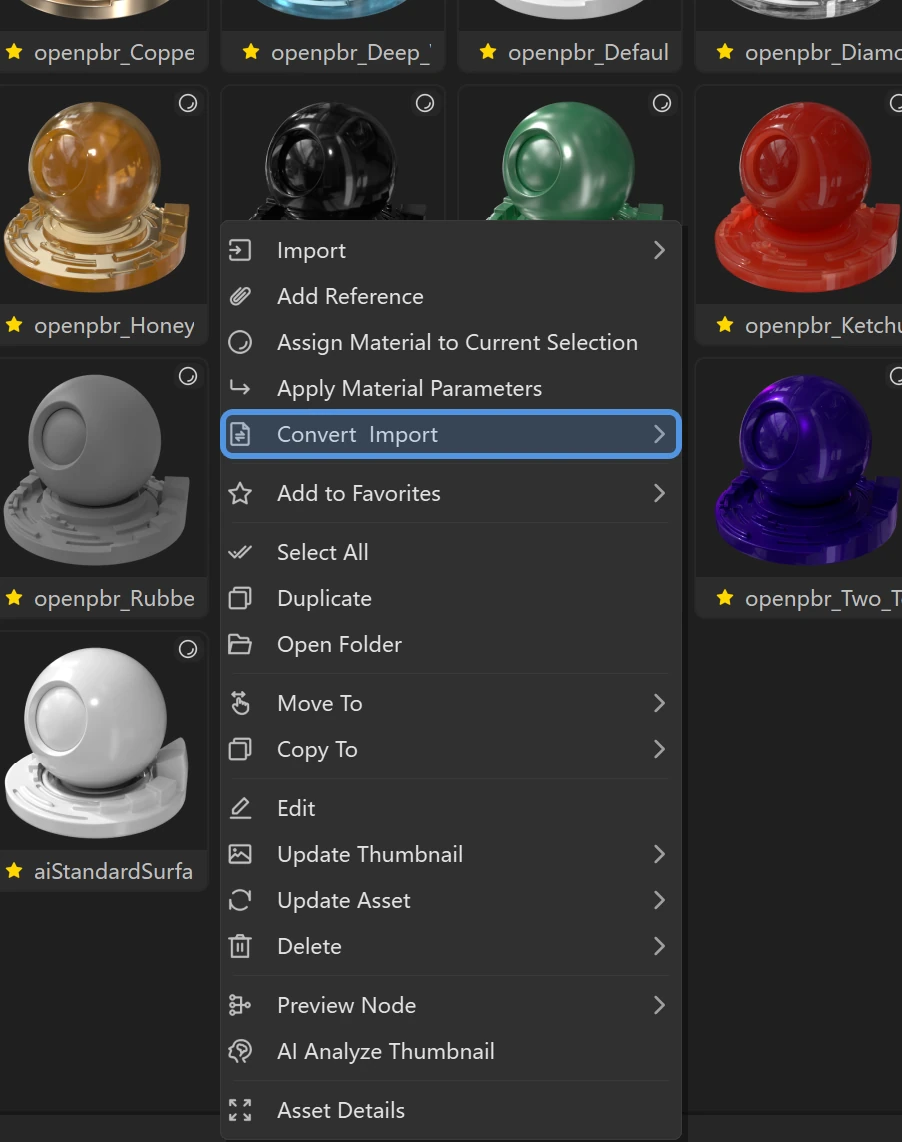 openpbr_Coppe
openpbr_Deep_
openpbr_Defaul
openpbr_Diamo
openpbr_Honey
openpbr_Ketchu
openpbr_Rubbe
openpbr_Two_T
aiStandardSurfa
Import
Add Reference
Assign Material to Current Selection
Apply Material Parameters
Convert  Import
Add to Favorites
Select All
Duplicate
Open Folder
Move To
Copy To
Edit
Update Thumbnail
Update Asset
Delete
Preview Node
AI Analyze Thumbnail
Asset Details